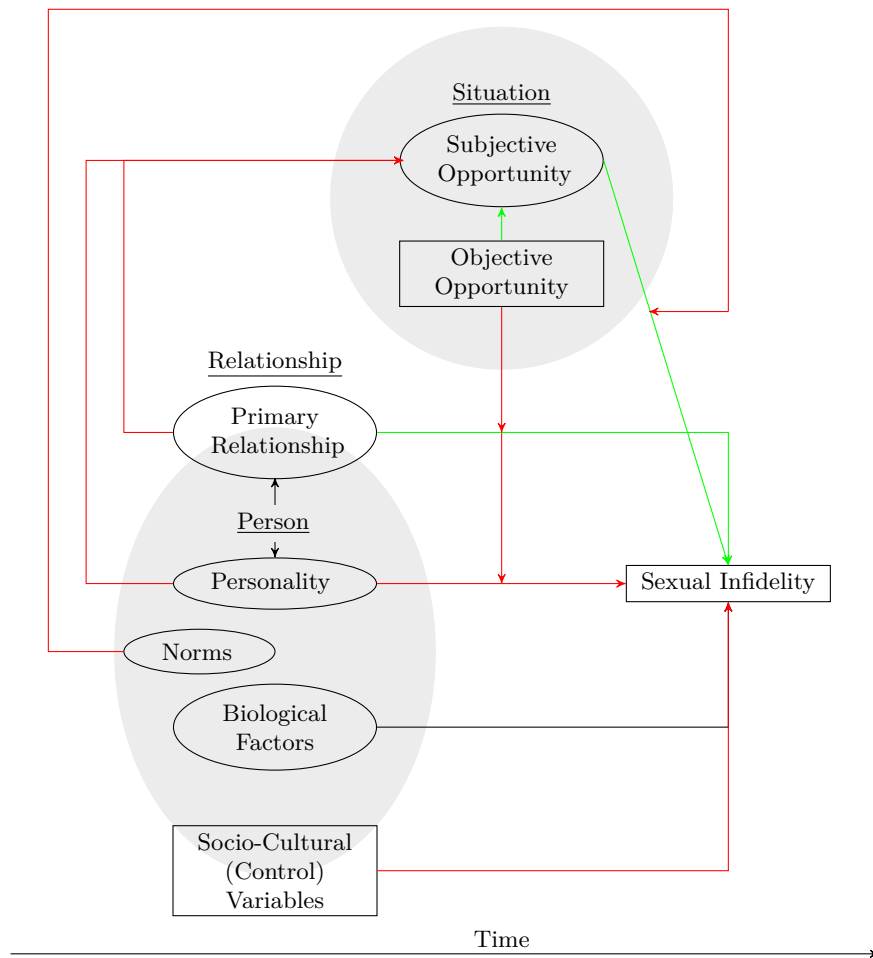 Situation
Subjective
Opportunity
Objective
Opportunity
Relationship
Primary
Relationship
Person
Personality
Sexual Infidelity
Norms
Biological
Factors
Socio-Cultural
(Control)
Variables
Time